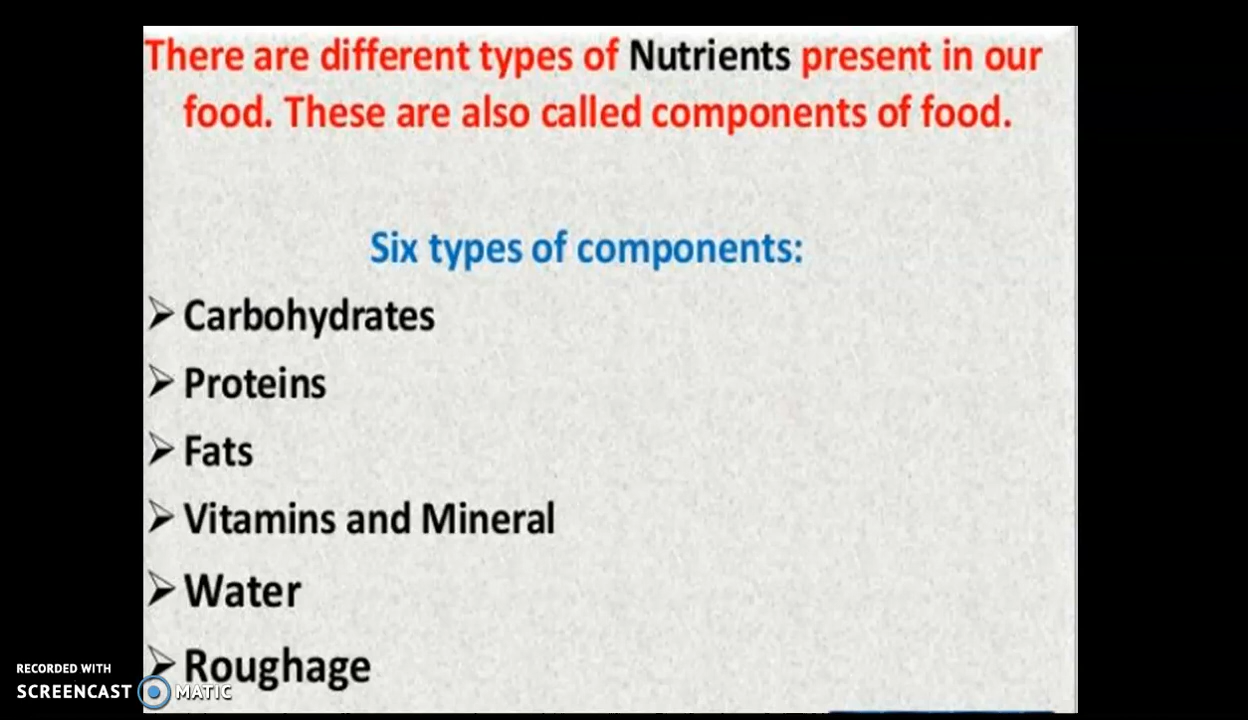 There are different types of Nutrients present in our
food. These are also called components of food.
Six types of components:
Carbohydrates
Proteins
Fats
Vitamins and Mineral
Water
Roughage
RECORDED WITH
SCREENCAST MATIC